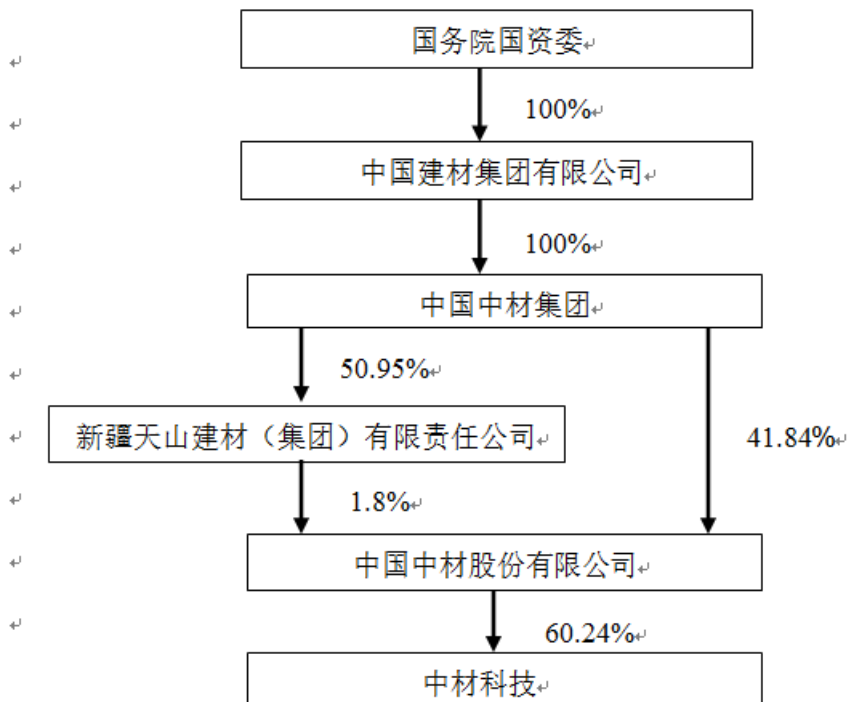 国务院国资委
100%
中国建材集团有限公司
100%
中国中材集团
50.95%
新疆天山建材（集团）有限责任公司
41.84%
1.8%
中国中材股份有限公司
60.24%
中材科技